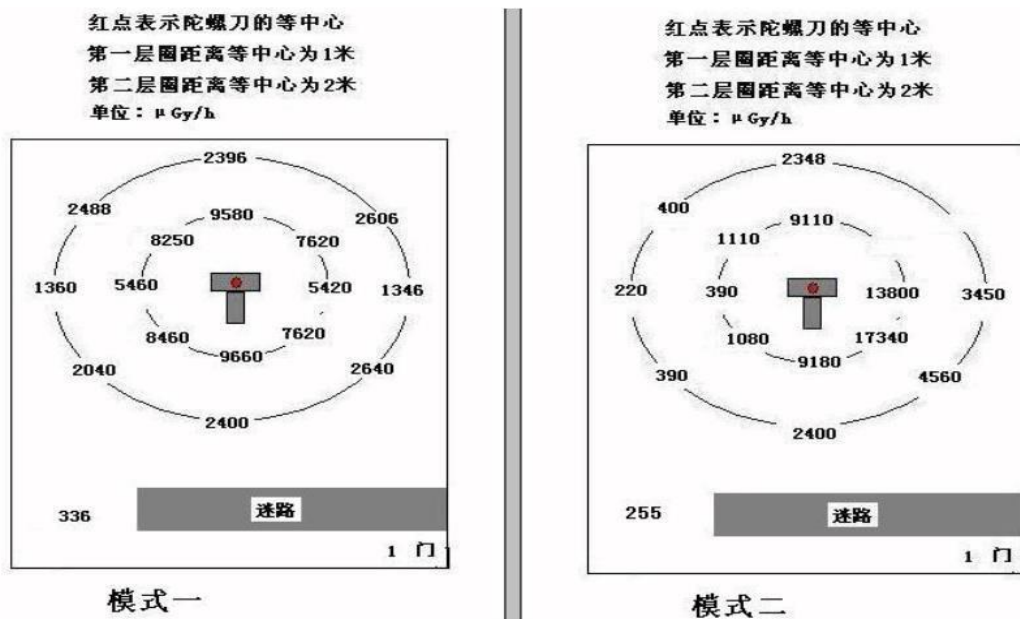 红点表示陀螺刀的等中心
第一层圈距离等中心为1米
第二层圈距离等中心为2米
单位：μGy/h
2396
2488
2606
9580
8250
7620
1360
5460
5420
1346
8460
7620
9660
2040
2640
2400
336
迷路
1 门
模式一
红点表示陀螺刀的等中心
第一层圈距离等中心为1米
第二层圈距离等中心为2米
单位：μGy/h
2348
400
9110
1110
220
390
13800
3450
1080
17340
9180
390
4560
2400
255
迷路
1 门
模式二